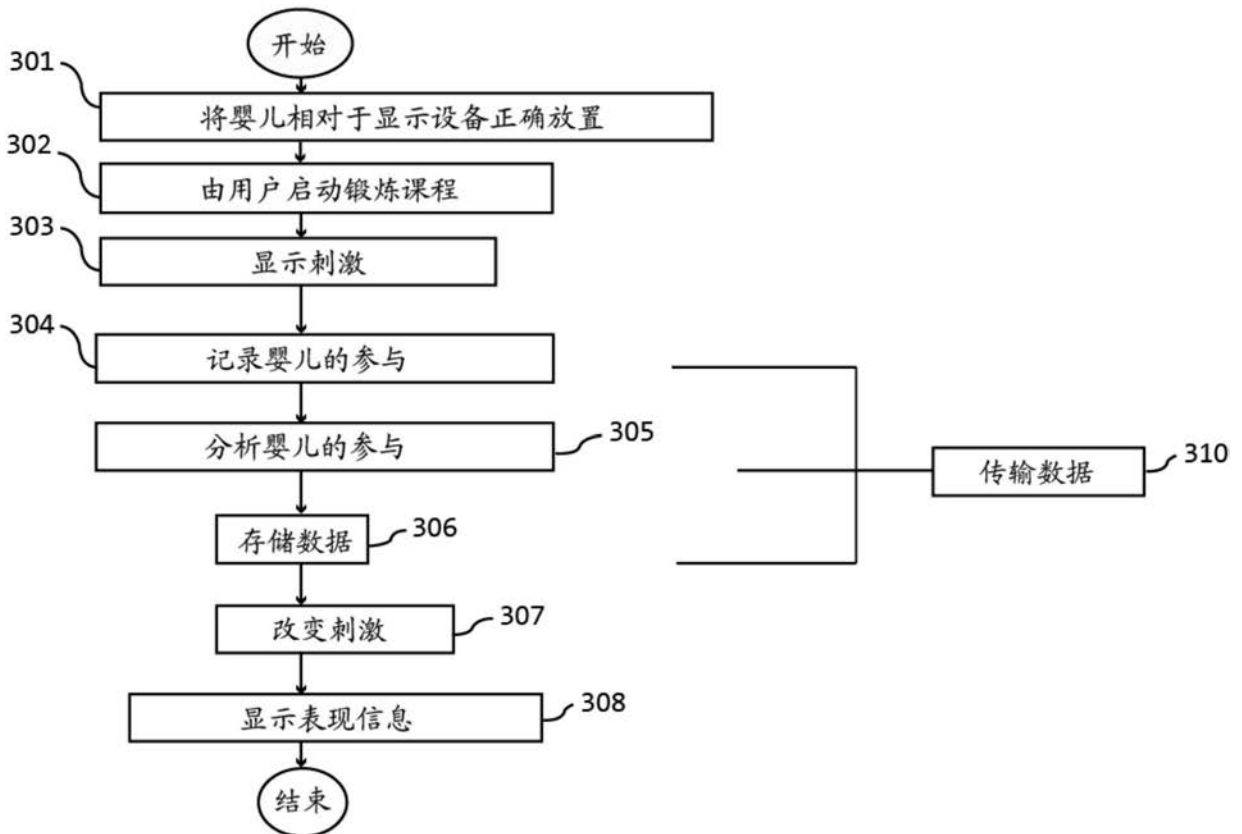 开始
301
将婴儿相对于显示设备正确放置
302
由用户启动锻炼课程
303
显示刺激
304
记录婴儿的参与
分析婴儿的参与
305
传输数据
310
存储数据
306
改变刺激
307
显示表现信息
308
结束